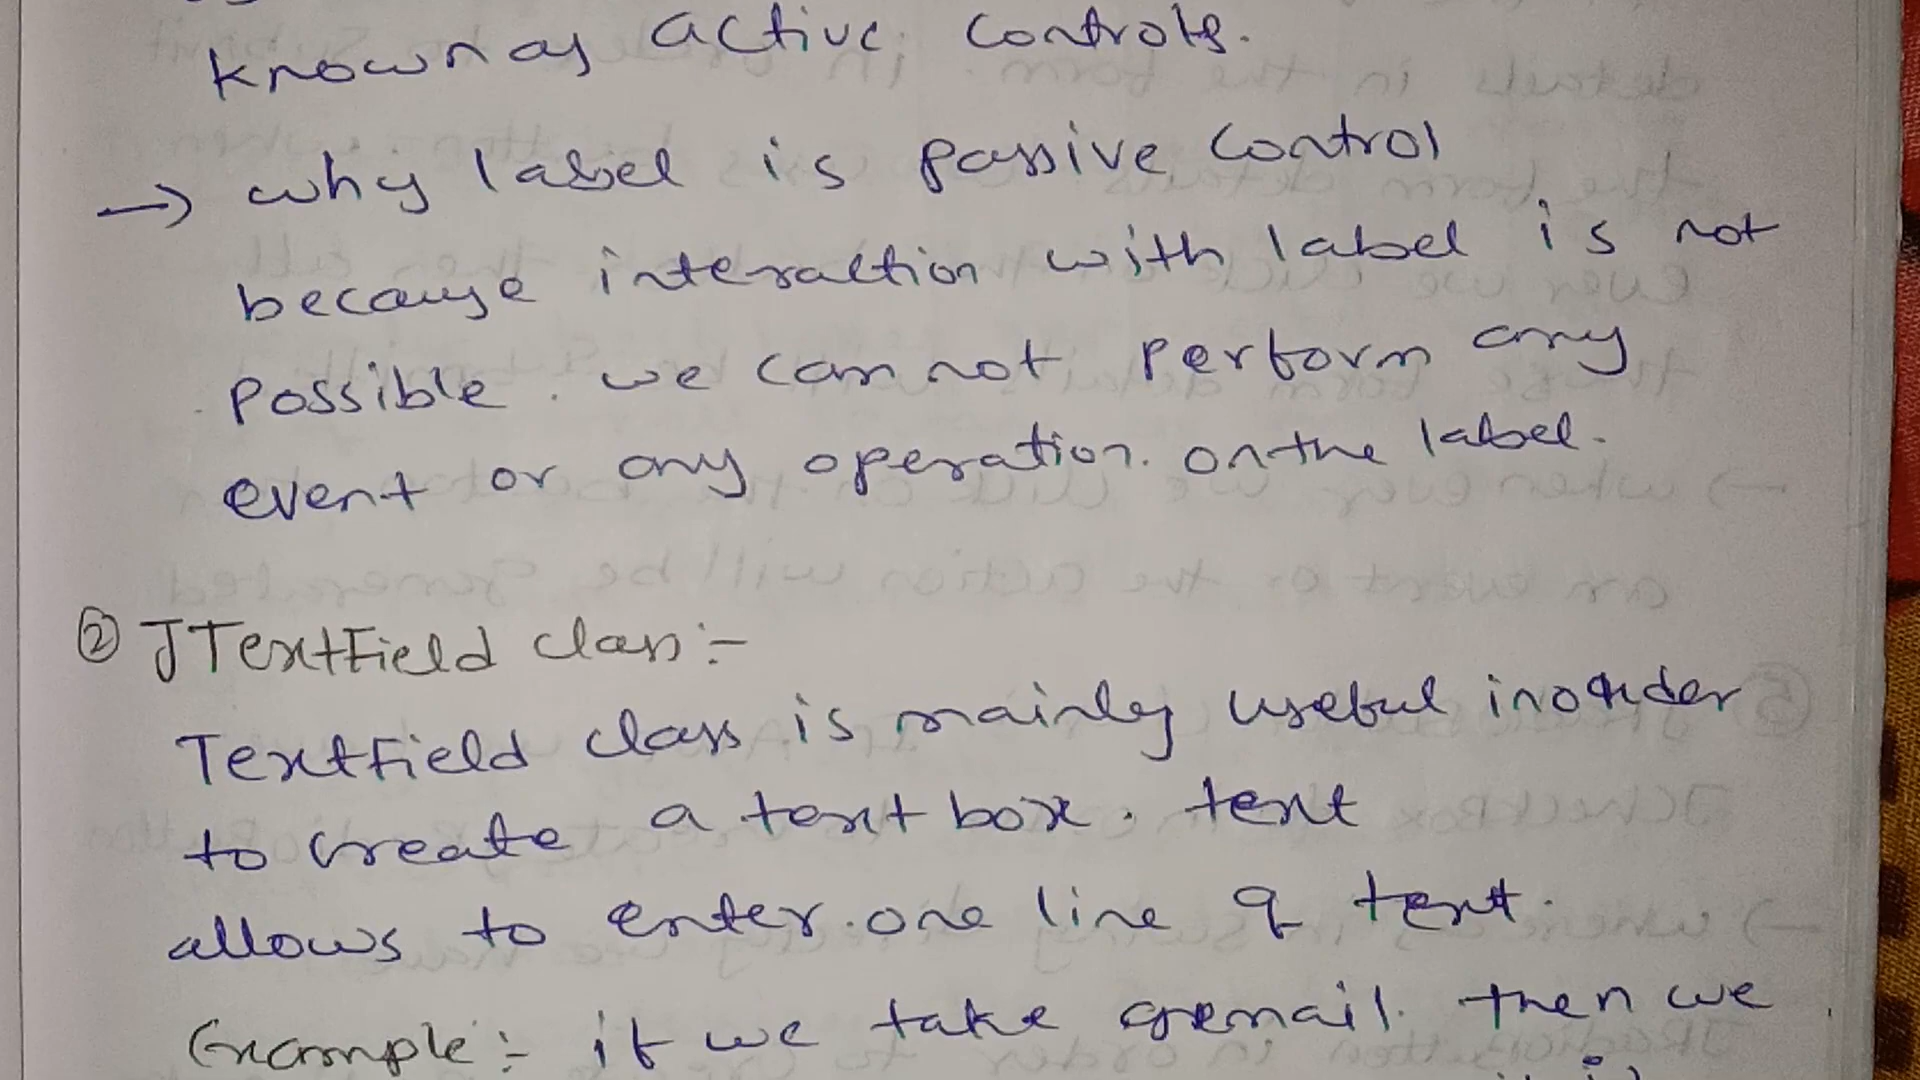 known as active controls.
→ why label is passive control
because interaction with label is not
possible. we can not perform any
event or any operation. on the label.
② JTextField class :-
TextField class is mainly useful inorder
to create a text box. text
allows to enter one line of text.
Example :- if we take gmail. then we